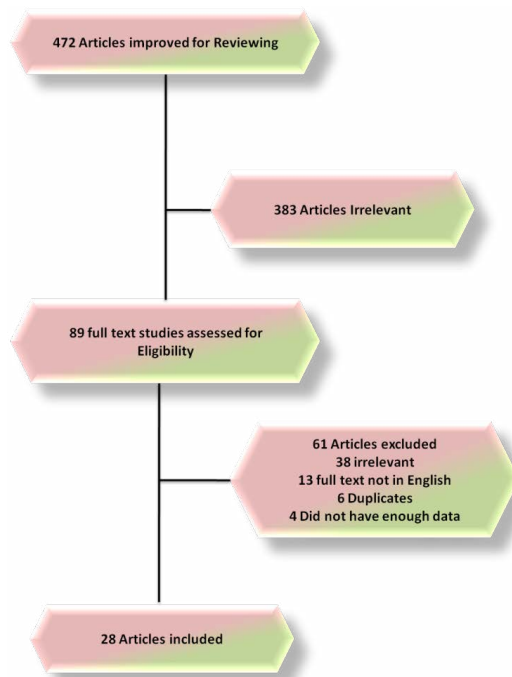 472 Articles improved for Reviewing
383 Articles Irrelevant
89 full text studies assessed for
Eligibility
61 Articles excluded
38 irrelevant
13 full text not in English
6 Duplicates
4 Did not have enough data
28 Articles included